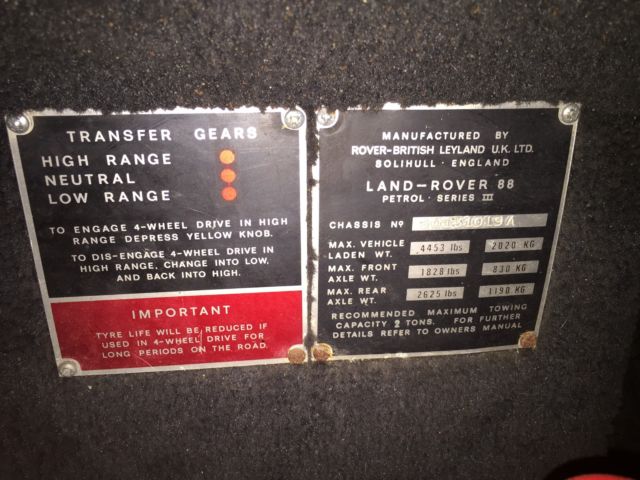 TRANSFER GEARS
HIGH RANGE
NEUTRAL
LOW RANGE
TO ENGAGE 4-WHEEL DRIVE IN HIGH
RANGE DEPRESS YELLOW KNOB.
TO DIS-ENGAGE 4-WHEEL DRIVE IN
HIGH RANGE, CHANGE INTO LOW,
AND BACK INTO HIGH.
IMPORTANT
TYRE LIFE WILL BE REDUCED IF
USED IN 4-WHEEL DRIVE FOR
LONG PERIODS ON THE ROAD.
MANUFACTURED BY
ROVER-BRITISH LEYLAND U.K. LTD.
SOLIHULL · ENGLAND
LAND-ROVER 88
PETROL · SERIES III
CHASSIS Nº
MAX. VEHICLE
LADEN WT. 4453 lbs 2020 KG
MAX. FRONT
AXLE WT. 1828 lbs 830 KG
MAX. REAR
AXLE WT. 2625 lbs 1190 KG
RECOMMENDED MAXIMUM TOWING
CAPACITY 2 TONS. FOR FURTHER
DETAILS REFER TO OWNERS MANUAL